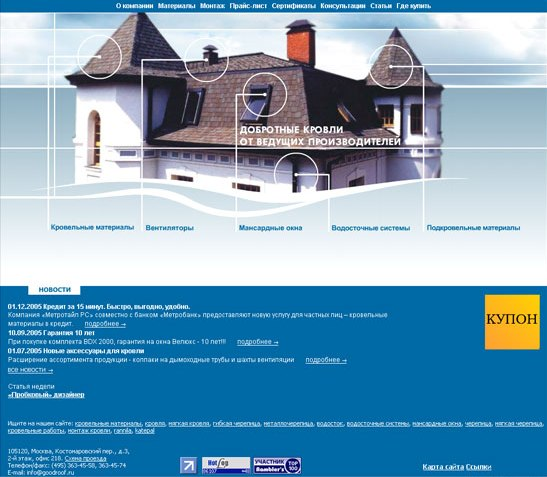 О компании Материалы Монтаж Прайс-лист Сертификаты Консультации Статьи Где купить
ДОБРОТНЫЕ КРОВЛИ
ОТ ВЕДУЩИХ ПРОИЗВОДИТЕЛЕЙ
Кровельные материалы Вентиляторы Мансардные окна Водосточные системы Подкровельные материалы
НОВОСТИ
01.12.2005 Кредит за 15 минут. Быстро, выгодно, удобно.
Компания «Метротайл РС» совместно с банком «Метробанк» предоставляют новую услугу для частных лиц – кровельные
материалы в кредит. подробнее →
10.09.2005 Гарантия 10 лет
При покупке комплекта BDX 2000, гарантия на окна Велюкс - 10 лет!!! подробнее →
01.07.2005 Новые аксессуары для кровли
Расширение ассортимента продукции - колпаки на дымоходные трубы и шахты вентиляции подробнее →
все новости →
КУПОН
Статья недели
«Пробковый» дизайнер
Ищите на нашем сайте: кровельные материалы, кровля, мягкая кровля, гибкая черепица, металлочерепица, водосток, водосточные системы, мансардные окна, черепица, мягкая черепица,
кровельные работы, монтаж кровли, rannila, katepal
105120, Москва, Костомаровский пер., д.3,
2-й этаж, офис 218. Схема проезда
Телефон/факс: (495) 363-45-58, 363-45-74
E-mail: info@goodroof.ru
УЧАСТНИК
Rambler's
TOP 100
Карта сайта Ссылки